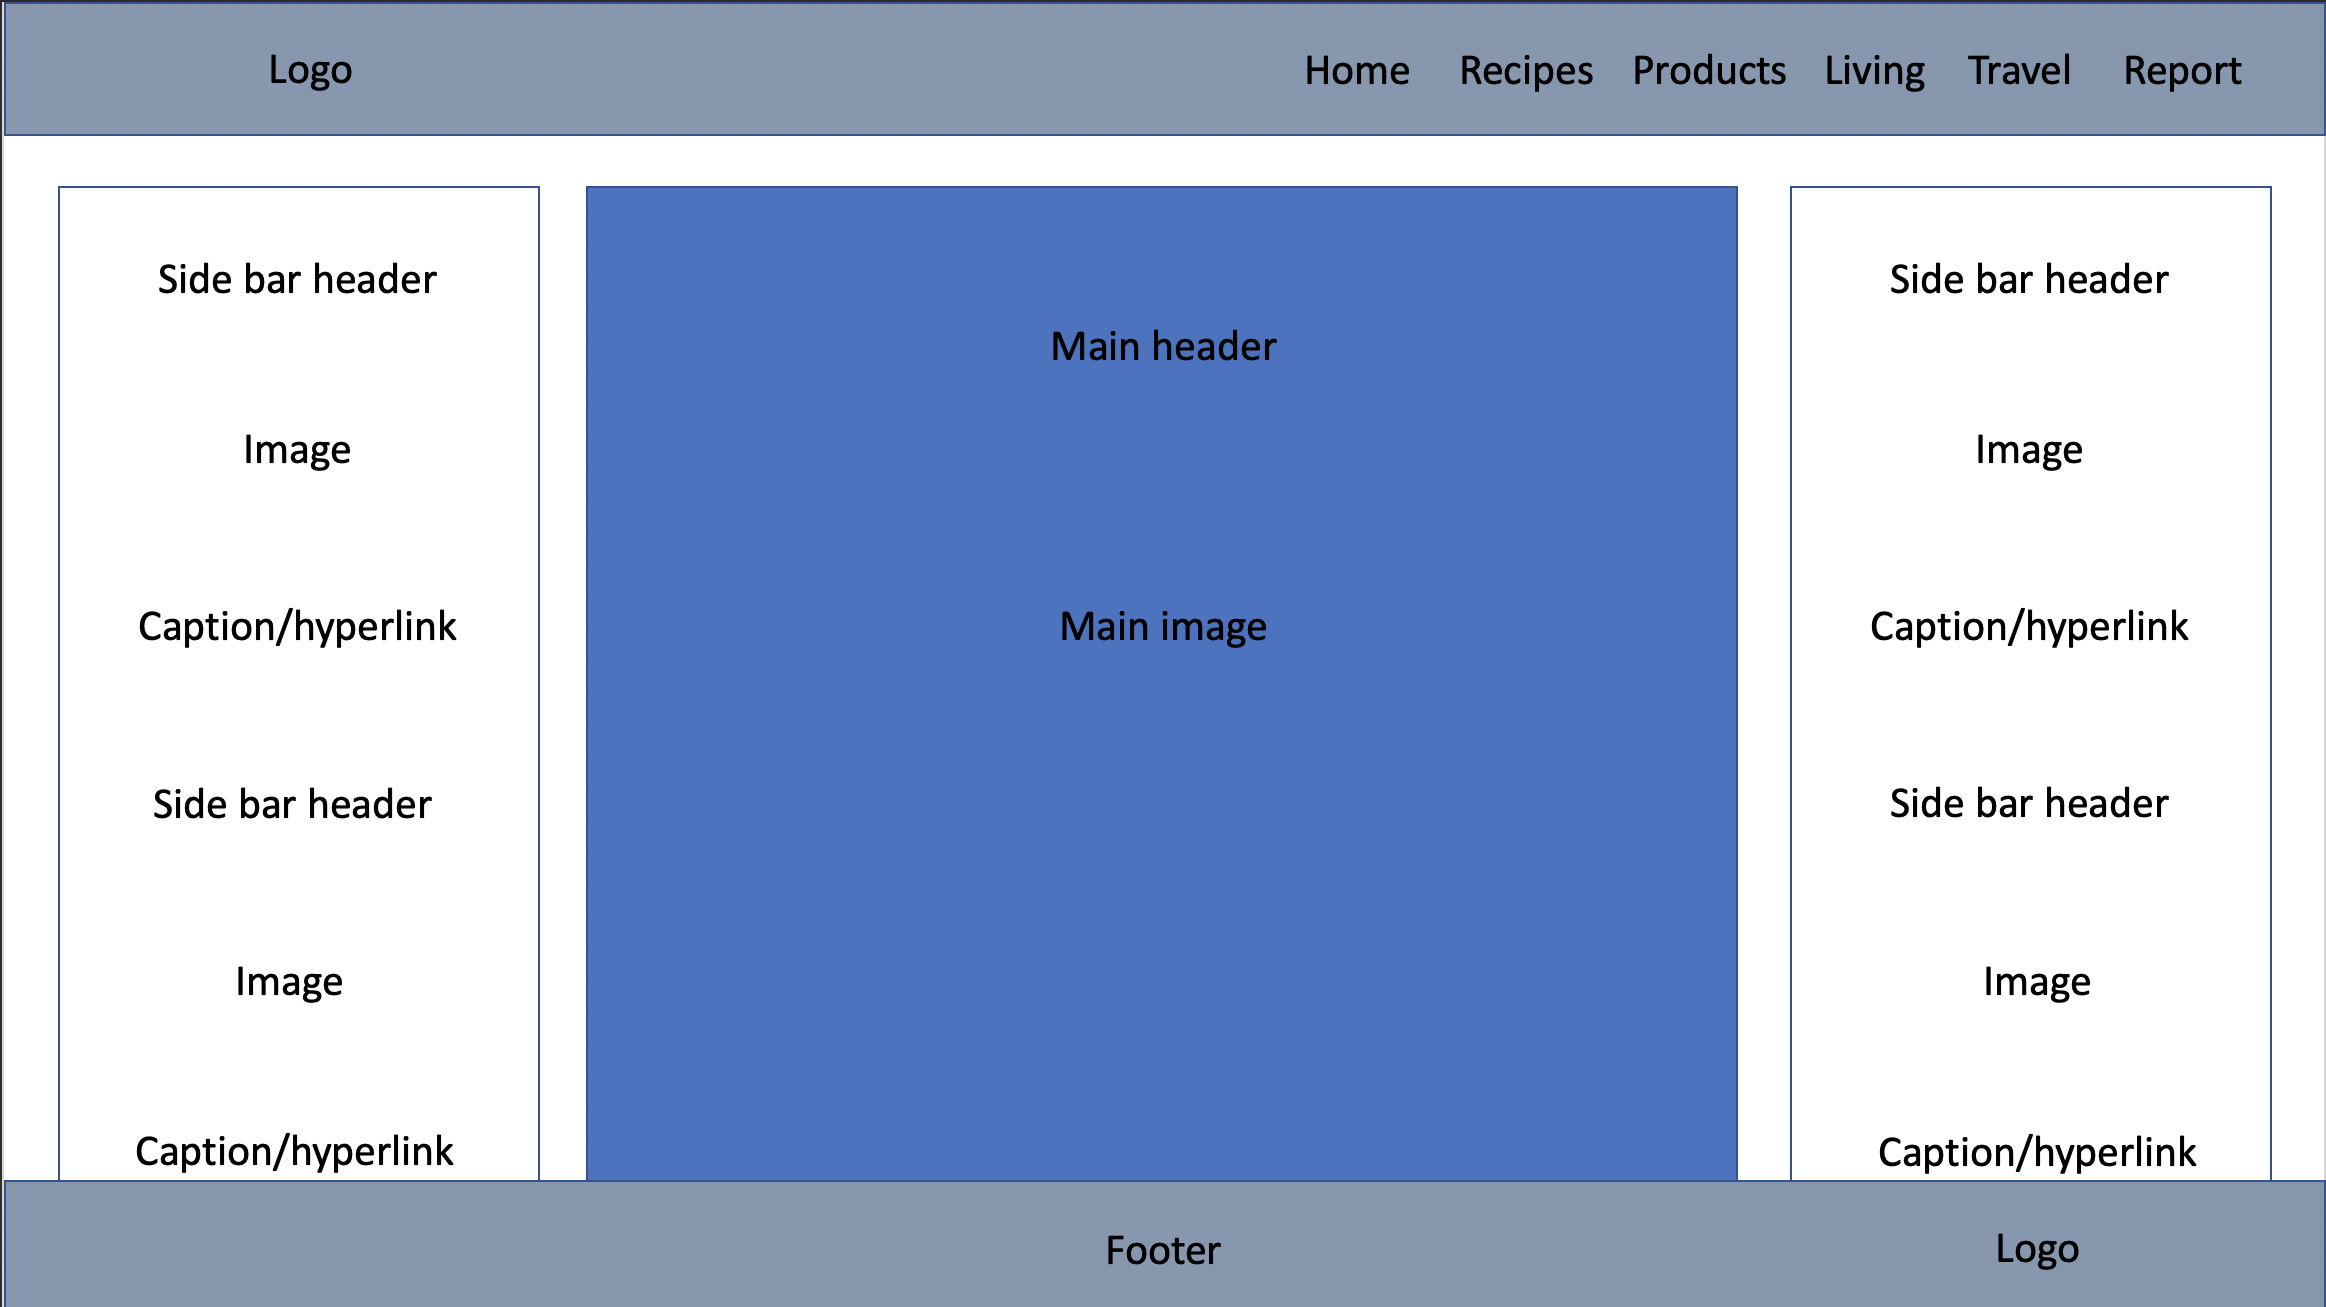 Logo
Home Recipes Products Living Travel Report
Side bar header
Image
Caption/hyperlink
Side bar header
Image
Caption/hyperlink
Main header
Main image
Side bar header
Image
Caption/hyperlink
Side bar header
Image
Caption/hyperlink
Footer
Logo